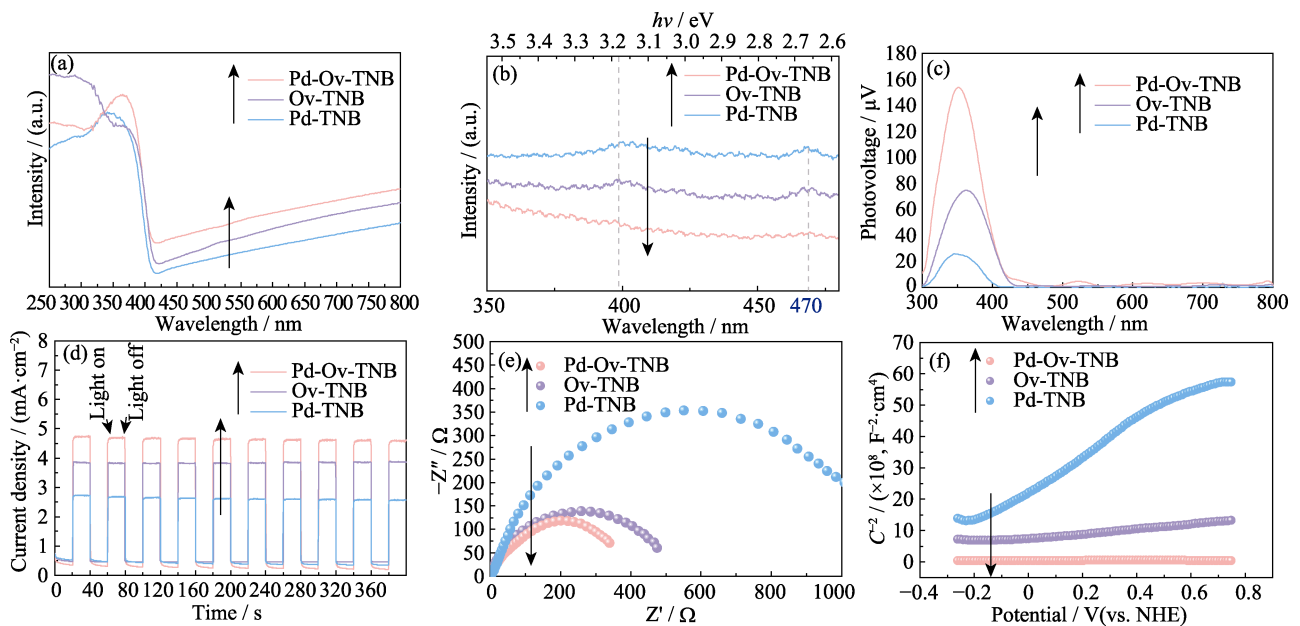 (a)
Pd-Ov-TNB
Ov-TNB
Pd-TNB
Intensity / (a.u.)
250 300 350 400 450 500 550 600 650 700 800
Wavelength / nm
hν / eV
3.5 3.4 3.3 3.2 3.1 3.0 2.9 2.8 2.7 2.6
(b)
Pd-Ov-TNB
Ov-TNB
Pd-TNB
Intensity / (a.u.)
350 400 450 470
Wavelength / nm
(c)
Pd-Ov-TNB
Ov-TNB
Pd-TNB
Photovoltage / μV
180
160
140
120
100
80
60
40
20
0
300 400 500 600 700 800
Wavelength / nm
(d)
Light on
Light off
Pd-Ov-TNB
Ov-TNB
Pd-TNB
Current density / (mA·cm⁻²)
8
7
6
5
4
3
2
1
0
0 40 80 120 160 200 240 280 320 360
Time / s
(e)
Pd-Ov-TNB
Ov-TNB
Pd-TNB
−Z″ / Ω
500
450
400
350
300
250
200
150
100
50
0
0 200 400 600 800 1000
Z′ / Ω
(f)
Pd-Ov-TNB
Ov-TNB
Pd-TNB
C⁻² / (×10⁸, F⁻²·cm⁴)
70
60
50
40
30
20
10
0
−0.4 −0.2 0 0.2 0.4 0.6 0.8 1.0
Potential / V(vs. NHE)